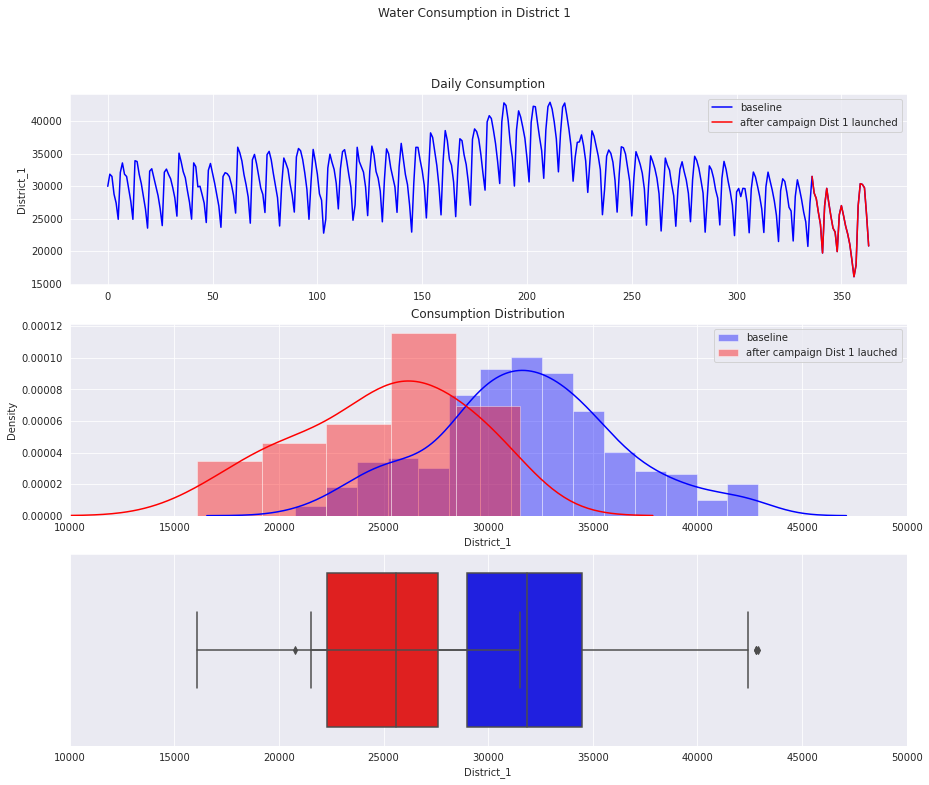 Water Consumption in District 1
Daily Consumption
baseline
after campaign Dist 1 launched
District_1
40000
35000
30000
25000
20000
15000
0 50 100 150 200 250 300 350
Consumption Distribution
baseline
after campaign Dist 1 lauched
Density
0.00012
0.00010
0.00008
0.00006
0.00004
0.00002
0.00000
10000 15000 20000 25000 30000 35000 40000 45000 50000
District_1
10000 15000 20000 25000 30000 35000 40000 45000 50000
District_1